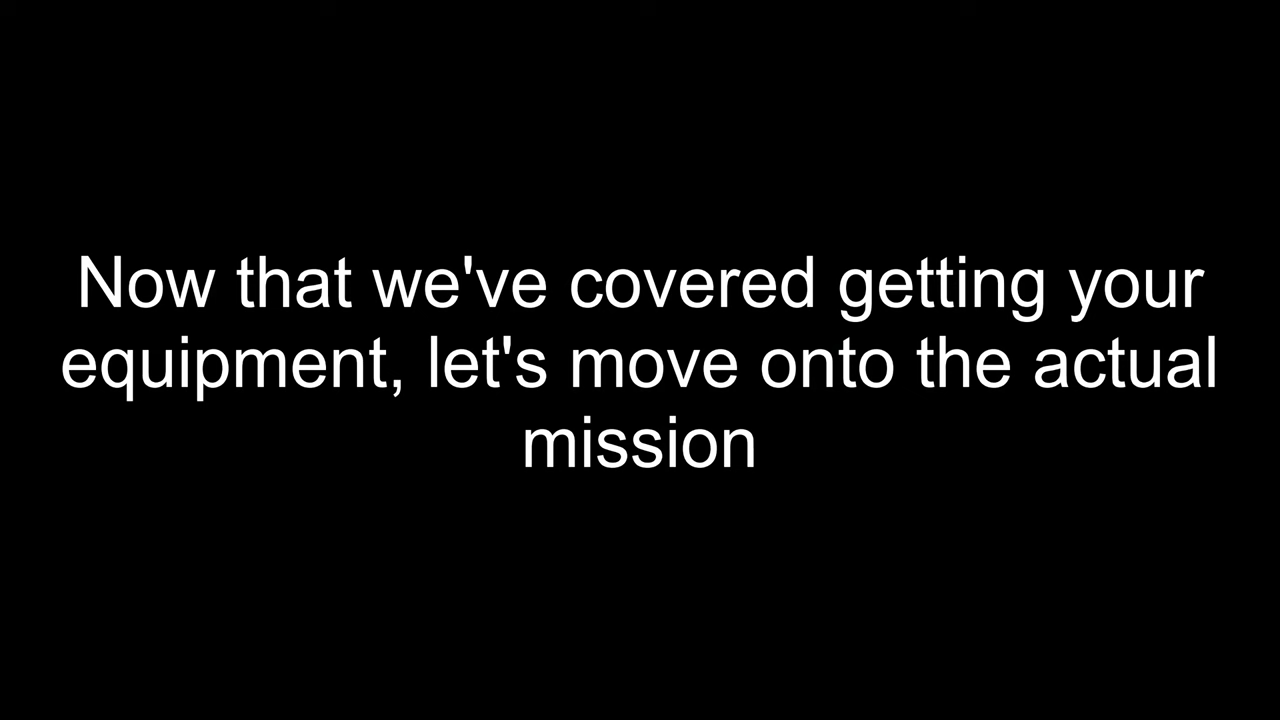 Now that we've covered getting your
equipment, let's move onto the actual
mission